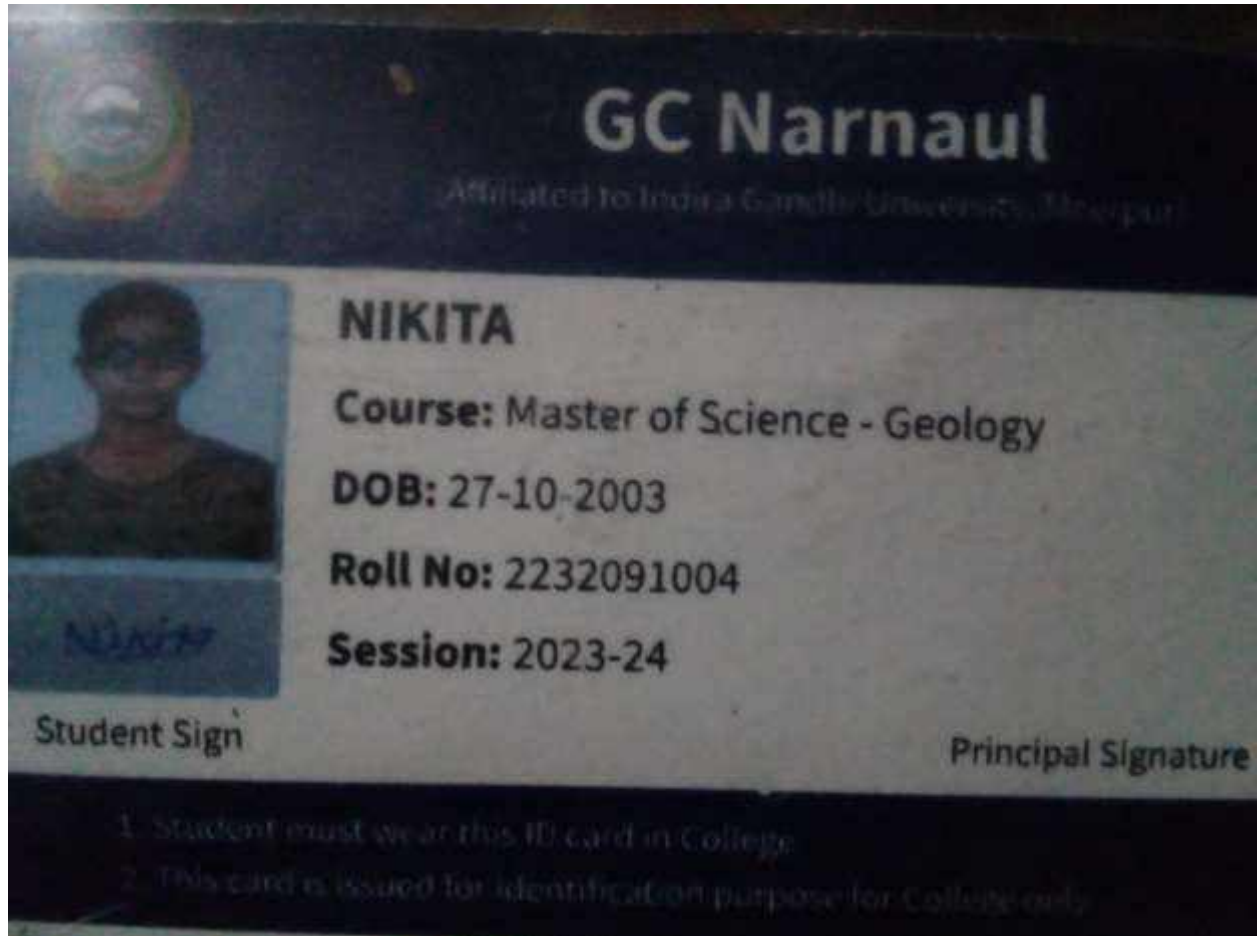 GC Narnaul
Affiliated to Indira Gandhi University, Meerpur
NIKITA
Course: Master of Science - Geology
DOB: 27-10-2003
Roll No: 2232091004
Session: 2023-24
Student Sign
Principal Signature
1. Student must wear this ID card in College
2. This card is issued for identification purpose for College only